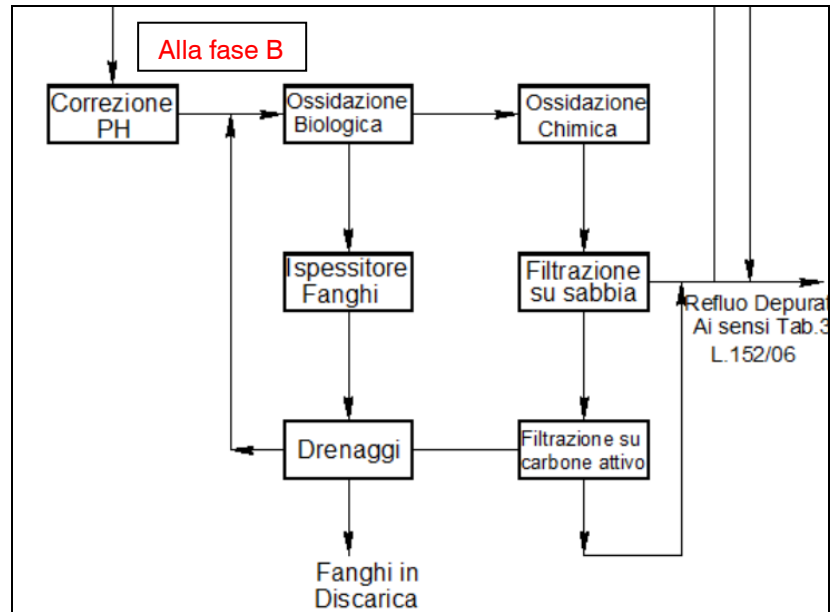 Alla fase B
Correzione
PH
Ossidazione
Biologica
Ossidazione
Chimica
Ispessitore
Fanghi
Filtrazione
su sabbia
Refluo Depurat
Ai sensi Tab.3
L.152/06
Drenaggi
Filtrazione su
carbone attivo
Fanghi in
Discarica